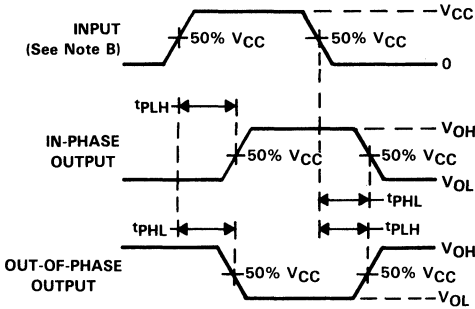 VCC
INPUT
(See Note B)
50% VCC
50% VCC
0
tPLH
IN-PHASE
OUTPUT
VOH
50% VCC
50% VCC
VOL
tPHL
tPHL
tPLH
OUT-OF-PHASE
OUTPUT
VOH
50% VCC
50% VCC
VOL